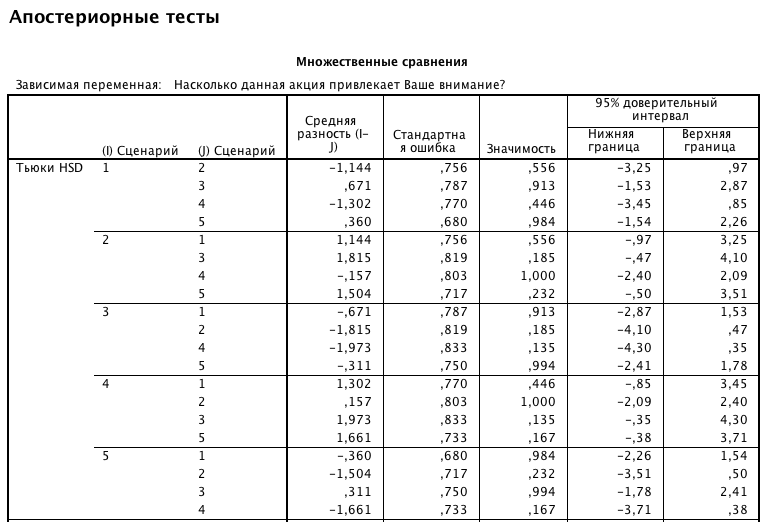 Апостериорные тесты
Множественные сравнения
Зависимая переменная: Насколько данная акция привлекает Ваше внимание?
(I) Сценарий (J) Сценарий Средняя разность (I-J) Стандартная ошибка Значимость 95% доверительный интервал
Нижняя граница Верхняя граница
Тьюки HSD 1 2 -1,144 ,756 ,556 -3,25 ,97
3 ,671 ,787 ,913 -1,53 2,87
4 -1,302 ,770 ,446 -3,45 ,85
5 ,360 ,680 ,984 -1,54 2,26
2 1 1,144 ,756 ,556 -,97 3,25
3 1,815 ,819 ,185 -,47 4,10
4 -,157 ,803 1,000 -2,40 2,09
5 1,504 ,717 ,232 -,50 3,51
3 1 -,671 ,787 ,913 -2,87 1,53
2 -1,815 ,819 ,185 -4,10 ,47
4 -1,973 ,833 ,135 -4,30 ,35
5 -,311 ,750 ,994 -2,41 1,78
4 1 1,302 ,770 ,446 -,85 3,45
2 ,157 ,803 1,000 -2,09 2,40
3 1,973 ,833 ,135 -,35 4,30
5 1,661 ,733 ,167 -,38 3,71
5 1 -,360 ,680 ,984 -2,26 1,54
2 -1,504 ,717 ,232 -3,51 ,50
3 ,311 ,750 ,994 -1,78 2,41
4 -1,661 ,733 ,167 -3,71 ,38